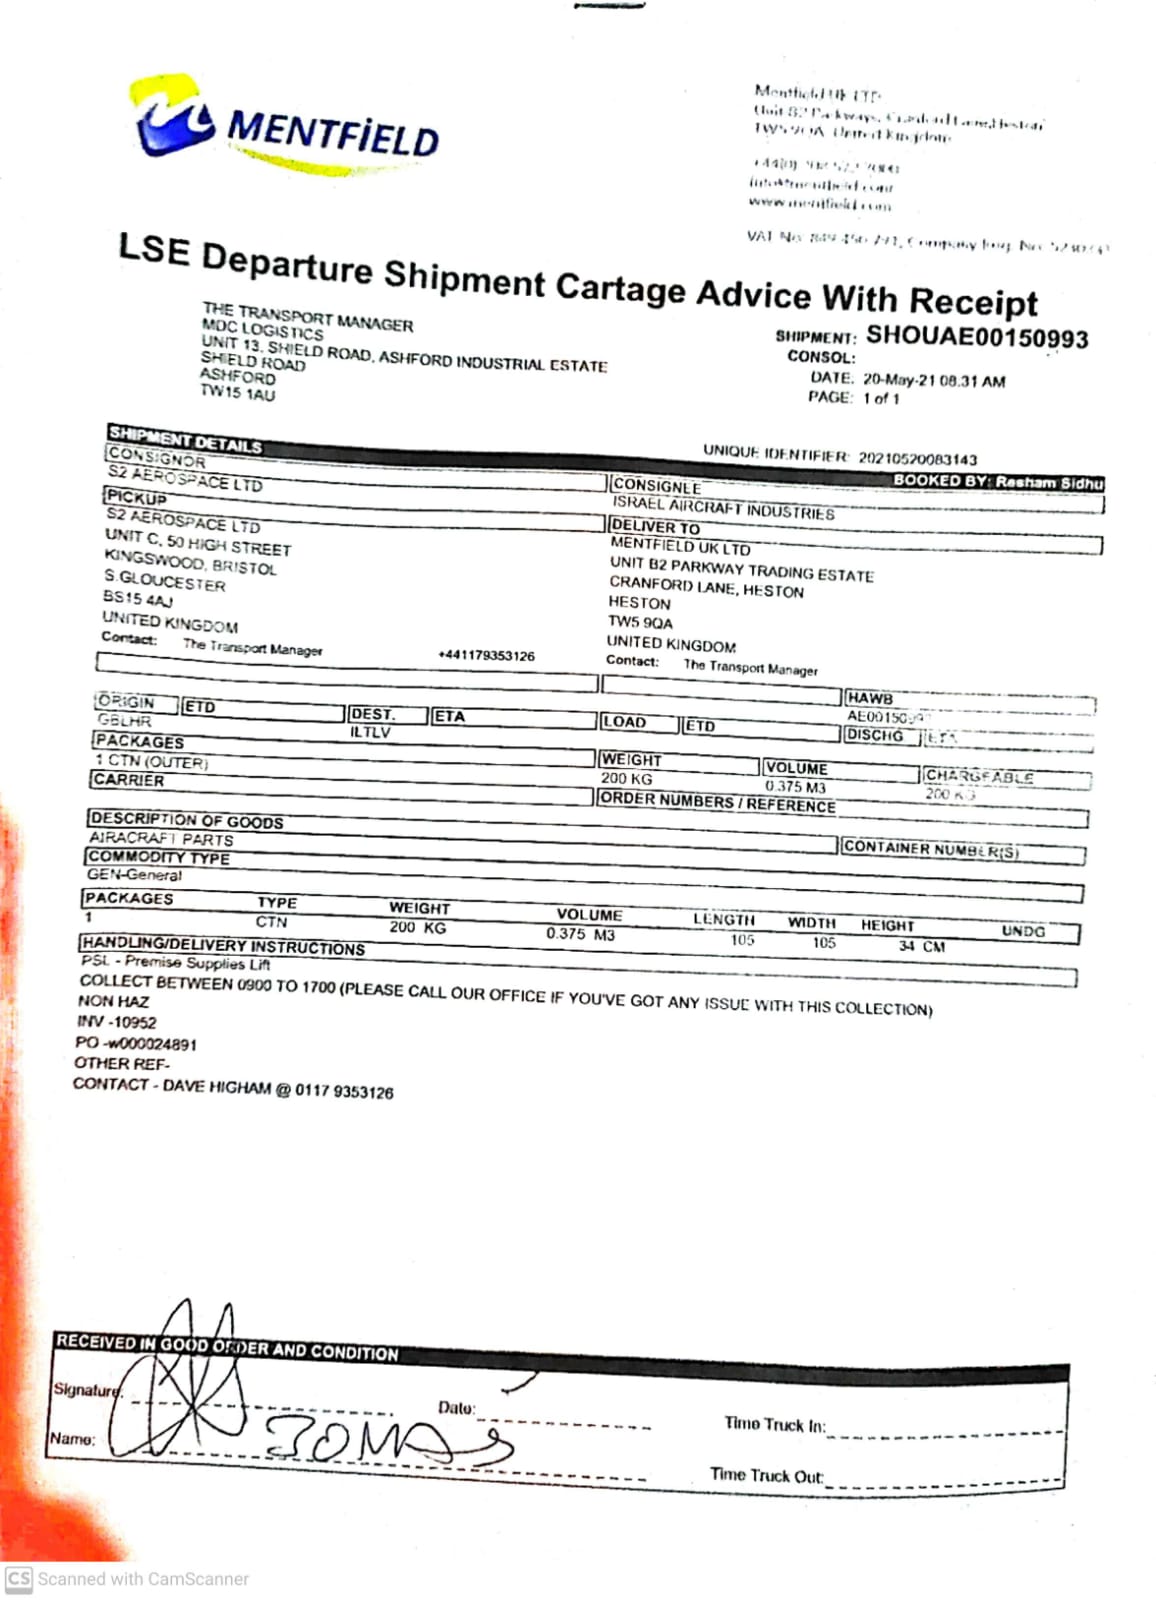 MENTFiELD
Mentfield UK LTD
Unit B2 Parkways, Cranford Lane, Heston
TW5 9QA, United Kingdom
info@mentfield.com
www.mentfield.com
VAT No:
LSE Departure Shipment Cartage Advice With Receipt
THE TRANSPORT MANAGER
MDC LOGISTICS
UNIT 13, SHIELD ROAD, ASHFORD INDUSTRIAL ESTATE
SHIELD ROAD
ASHFORD
TW15 1AU
SHIPMENT: SHOUAE00150993
CONSOL:
DATE: 20-May-21 08:31 AM
PAGE: 1 of 1
UNIQUE IDENTIFIER: 20210520083143
SHIPMENT DETAILS BOOKED BY: Resham Sidhu
CONSIGNOR CONSIGNEE
S2 AEROSPACE LTD ISRAEL AIRCRAFT INDUSTRIES
PICKUP DELIVER TO
S2 AEROSPACE LTD MENTFIELD UK LTD
UNIT C, 50 HIGH STREET UNIT B2 PARKWAY TRADING ESTATE
KINGSWOOD, BRISTOL CRANFORD LANE, HESTON
S.GLOUCESTER HESTON
BS15 4AJ TW5 9QA
UNITED KINGDOM UNITED KINGDOM
Contact: The Transport Manager +441179353126 Contact: The Transport Manager
HAWB
ORIGIN ETD DEST. ETA LOAD ETD DISCHG ETA
GBLHR ILTLV
PACKAGES WEIGHT VOLUME CHARGEABLE
1 CTN (OUTER) 200 KG 0.375 M3 200 KG
CARRIER ORDER NUMBERS / REFERENCE
DESCRIPTION OF GOODS CONTAINER NUMBER(S)
AIRACRAFT PARTS
COMMODITY TYPE
GEN-General
PACKAGES TYPE WEIGHT VOLUME LENGTH WIDTH HEIGHT UNDG
1 CTN 200 KG 0.375 M3 105 105 34 CM
HANDLING/DELIVERY INSTRUCTIONS
PSL - Premise Supplies Lift
COLLECT BETWEEN 0900 TO 1700 (PLEASE CALL OUR OFFICE IF YOU'VE GOT ANY ISSUE WITH THIS COLLECTION)
NON HAZ
INV -10952
PO -w000024891
OTHER REF-
CONTACT - DAVE HIGHAM @ 0117 9353126
RECEIVED IN GOOD ORDER AND CONDITION
Signature: Date: Time Truck In:
Name: JOMAS Time Truck Out:
CS Scanned with CamScanner